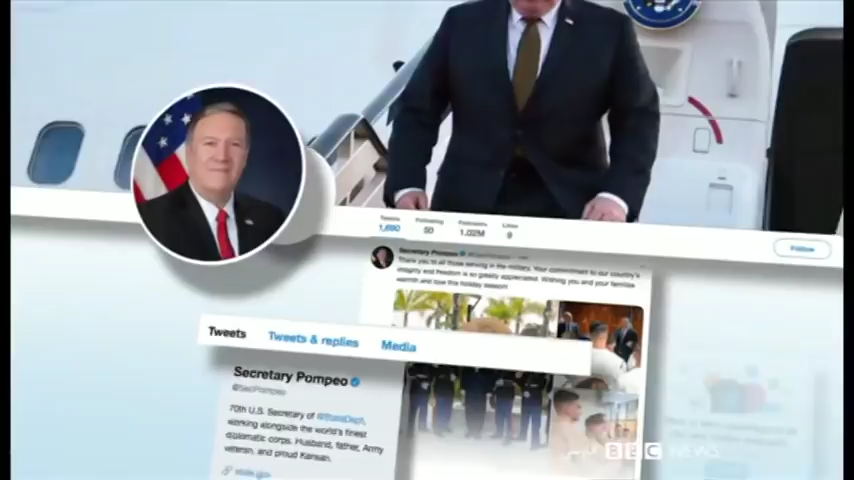 Tweets Following Followers Likes
1,690 50 1.02M 9
Follow
Secretary Pompeo
Thank you to all those serving in the military. Your commitment to our country's
integrity and freedom is so greatly appreciated. Wishing you and your families
warmth and love this holiday season
Tweets Tweets & replies Media
Secretary Pompeo
@SecPompeo
70th U.S. Secretary of @StateDept,
working alongside the world's finest
diplomatic corps. Husband, father, Army
veteran, and proud Kansan.
state.gov
BBC NEWS فارسی